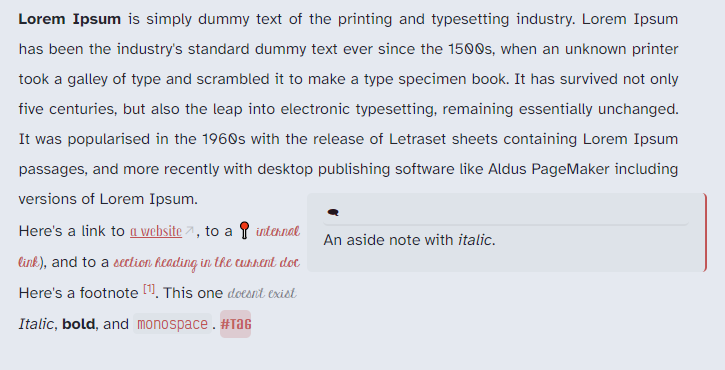 Lorem Ipsum is simply dummy text of the printing and typesetting industry. Lorem Ipsum
has been the industry's standard dummy text ever since the 1500s, when an unknown printer
took a galley of type and scrambled it to make a type specimen book. It has survived not only
five centuries, but also the leap into electronic typesetting, remaining essentially unchanged.
It was popularised in the 1960s with the release of Letraset sheets containing Lorem Ipsum
passages, and more recently with desktop publishing software like Aldus PageMaker including
versions of Lorem Ipsum.
Here's a link to a website, to a internal
link), and to a section heading in the current doc
Here's a footnote [1]. This one doesnt exist
Italic, bold, and monospace. #Tag
An aside note with italic.